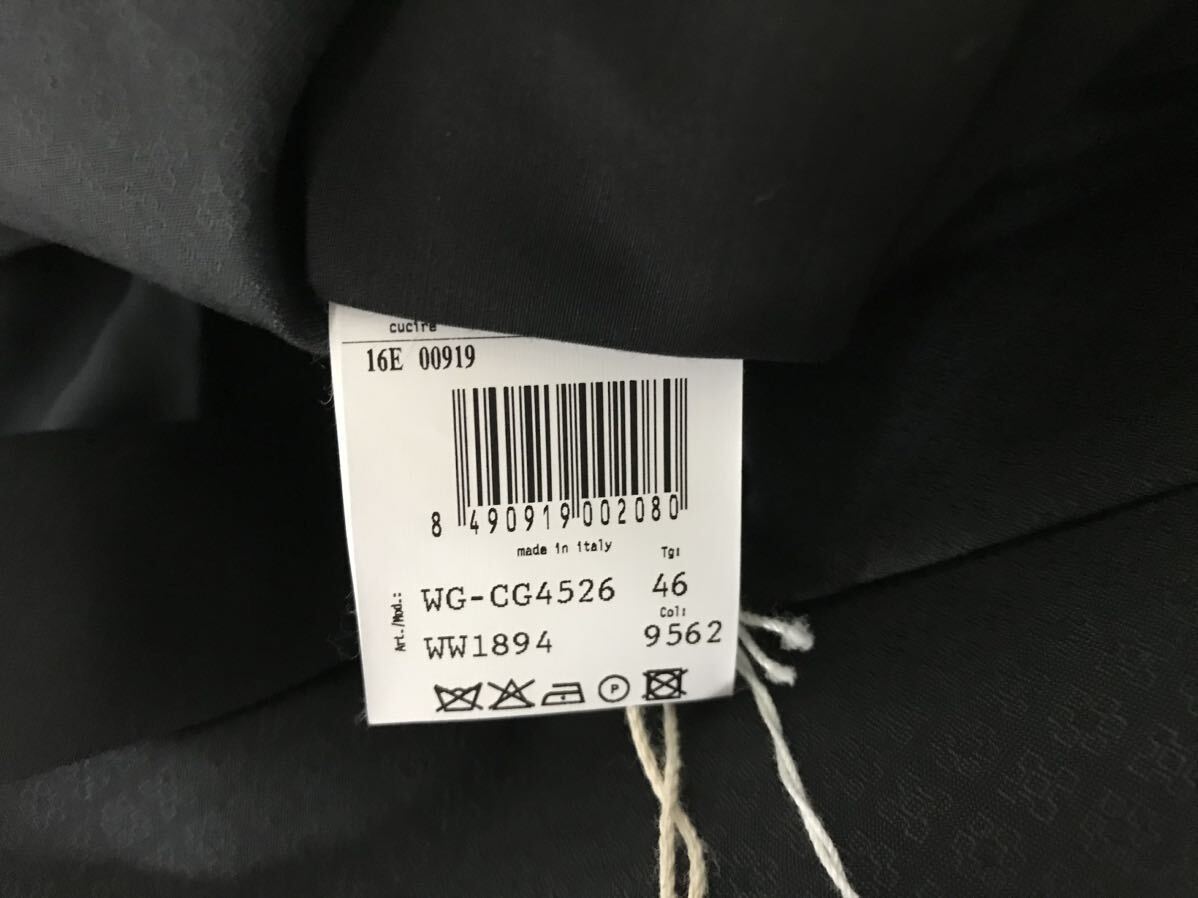 cucire
16E 00919
8 490919 002080
made in italy
Tg:
Art./Mod.: WG-CG4526 46
Col:
WW1894 9562
P